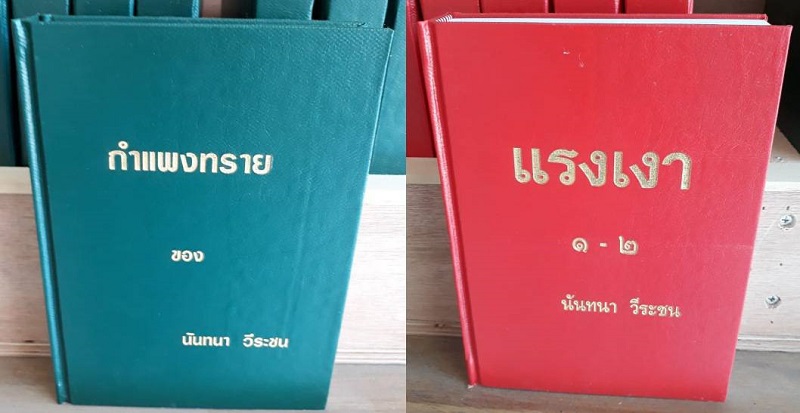 กำแพงทราย
ของ
นันทนา วีระชน
แรงเงา
๑ - ๒
นันทนา วีระชน